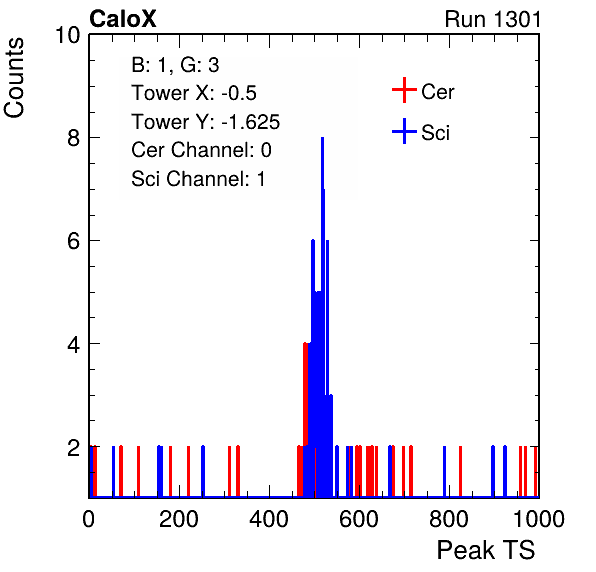 CaloX Run 1301
Counts
10
8
6
4
2
B: 1, G: 3
Tower X: -0.5
Tower Y: -1.625
Cer Channel: 0
Sci Channel: 1
Cer
Sci
0 200 400 600 800 1000
Peak TS